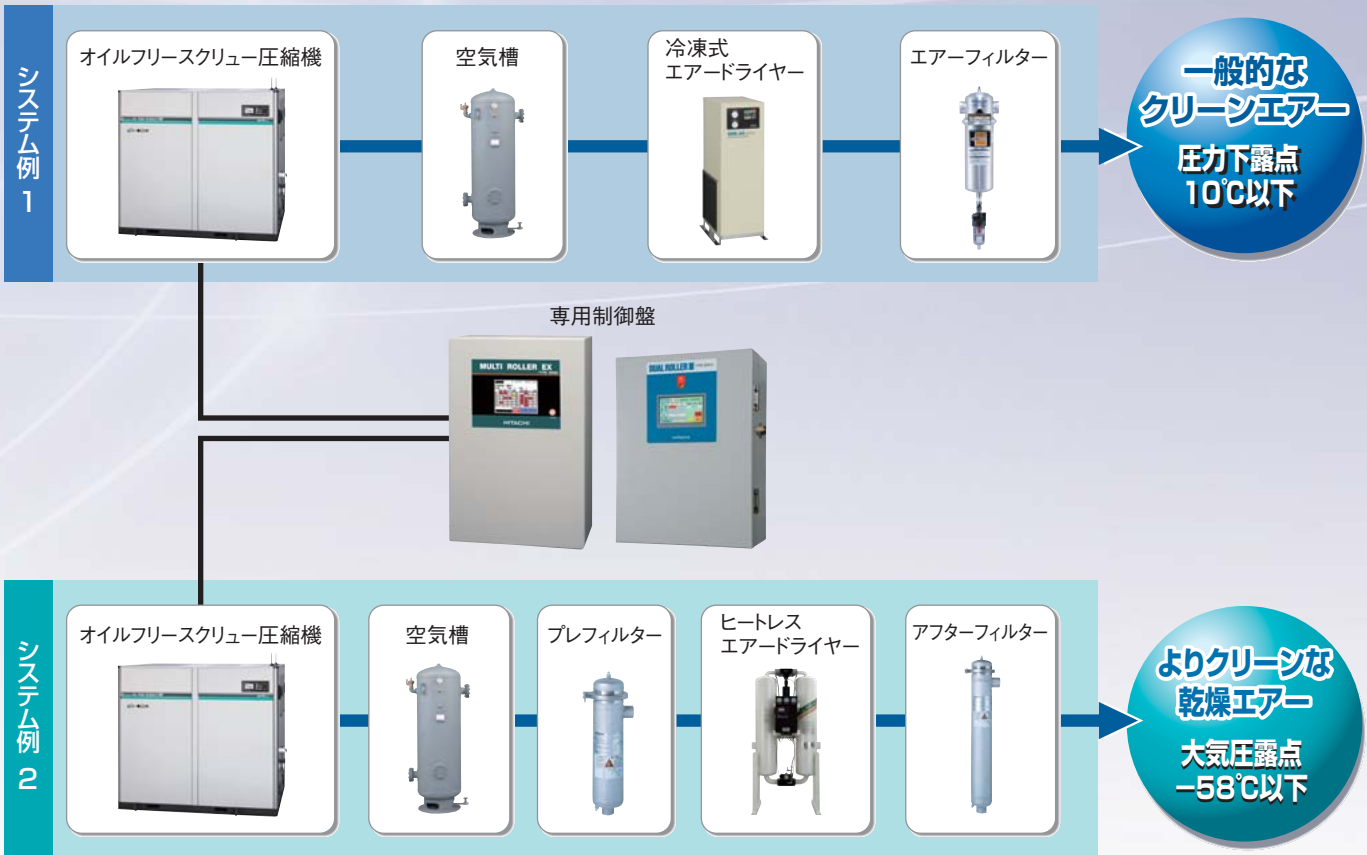 システム例 1
オイルフリースクリュー圧縮機
空気槽
冷凍式
エアードライヤー
エアーフィルター
一般的な
クリーンエアー
圧力下露点
10℃以下
専用制御盤
MULTI ROLLER EX
HITACHI
DUAL ROLLER III
HITACHI
システム例 2
オイルフリースクリュー圧縮機
空気槽
プレフィルター
ヒートレス
エアードライヤー
アフターフィルター
よりクリーンな
乾燥エアー
大気圧露点
−58℃以下